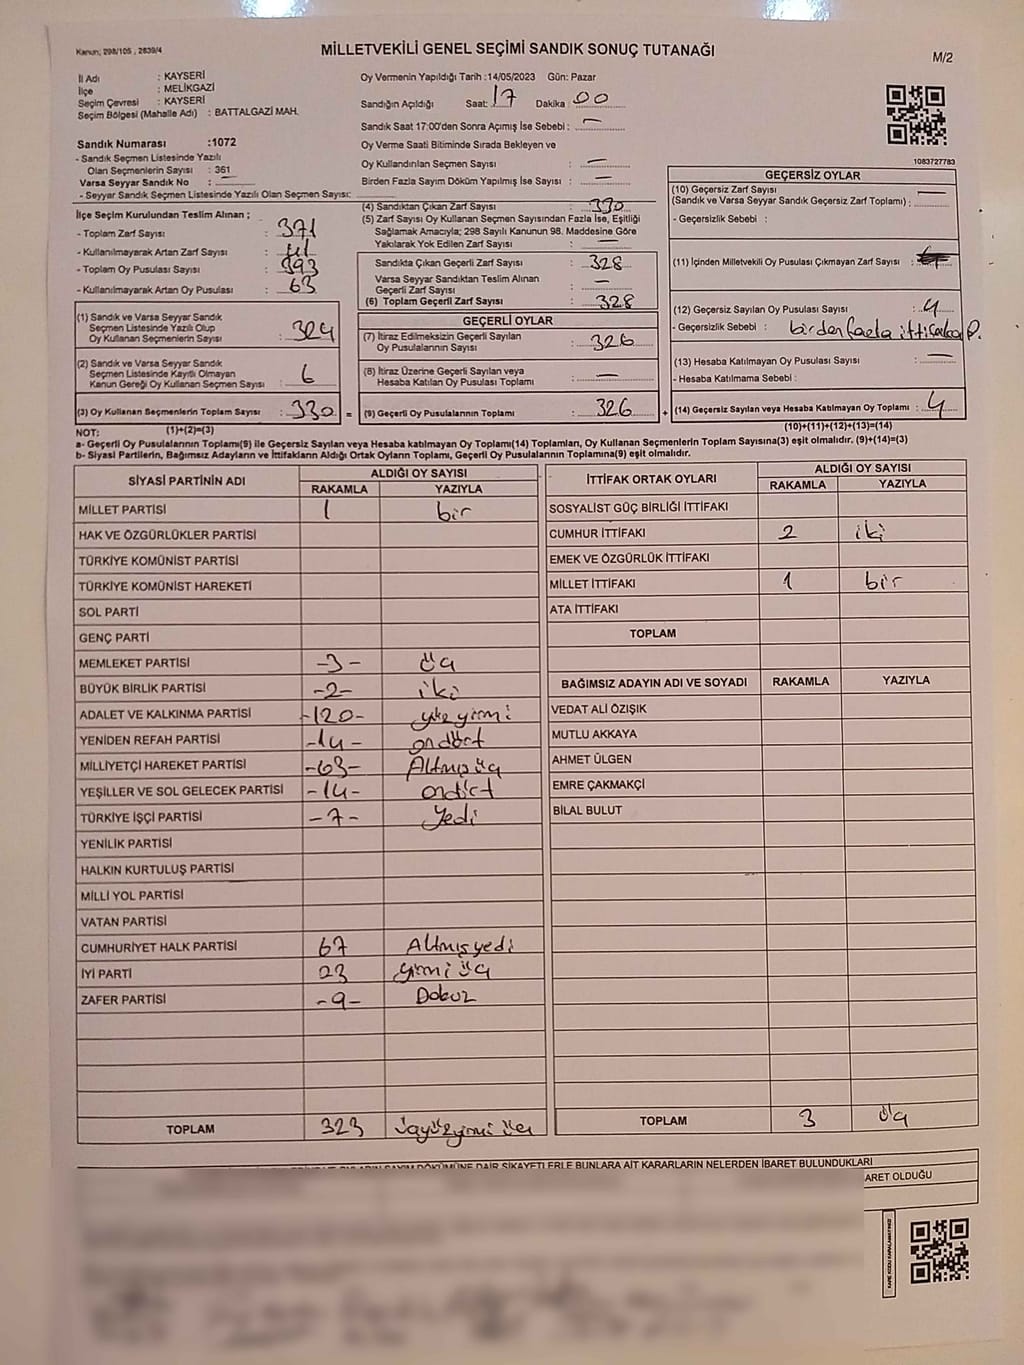 Kanun; 298/105 , 2839/4
MİLLETVEKİLİ GENEL SEÇİMİ SANDIK SONUÇ TUTANAĞI
M/2
İl Adı : KAYSERİ
İlçe : MELİKGAZİ
Seçim Çevresi : KAYSERİ
Seçim Bölgesi (Mahalle Adı) : BATTALGAZİ MAH.
Sandık Numarası :1072
- Sandık Seçmen Listesinde Yazılı
Olan Seçmenlerin Sayısı : 361
Varsa Seyyar Sandık No : —
- Seyyar Sandık Seçmen Listesinde Yazılı Olan Seçmen Sayısı:
Oy Vermenin Yapıldığı Tarih :14/05/2023 Gün: Pazar
Sandığın Açıldığı Saat: 17 Dakika : 00
Sandık Saat 17:00'den Sonra Açımış İse Sebebi : —
Oy Verme Saati Bitiminde Sırada Bekleyen ve
Oy Kullandırılan Seçmen Sayısı : —
Birden Fazla Sayım Döküm Yapılmış İse Sayısı : —
1083727783
İlçe Seçim Kurulundan Teslim Alınan ;
- Toplam Zarf Sayısı : 371
- Kullanılmayarak Artan Zarf Sayısı : 41
- Toplam Oy Pusulası Sayısı : 393
- Kullanılmayarak Artan Oy Pusulası : 63
(4) Sandıktan Çıkan Zarf Sayısı : 330
(5) Zarf Sayısı Oy Kullanan Seçmen Sayısından Fazla İse, Eşitliği
Sağlamak Amacıyla; 298 Sayılı Kanunun 98. Maddesine Göre
Yakılarak Yok Edilen Zarf Sayısı : —
Sandıkta Çıkan Geçerli Zarf Sayısı : 328
Varsa Seyyar Sandıktan Teslim Alınan
Geçerli Zarf Sayısı : —
(6) Toplam Geçerli Zarf Sayısı : 328
GEÇERSİZ OYLAR
(10) Geçersiz Zarf Sayısı —
(Sandık ve Varsa Seyyar Sandık Geçersiz Zarf Toplamı) :
- Geçersizlik Sebebi :
(11) İçinden Milletvekili Oy Pusulası Çıkmayan Zarf Sayısı :
(12) Geçersiz Sayılan Oy Pusulası Sayısı : 4
- Geçersizlik Sebebi : birden fazla
(13) Hesaba Katılmayan Oy Pusulası Sayısı : —
- Hesaba Katılmama Sebebi :
(14) Geçersiz Sayılan veya Hesaba Katılmayan Oy Toplamı : 4
(10)+(11)+(12)+(13)=(14)
(1) Sandık ve Varsa Seyyar Sandık
Seçmen Listesinde Yazılı Olup
Oy Kullanan Seçmenlerin Sayısı : 324
(2) Sandık ve Varsa Seyyar Sandık
Seçmen Listesinde Kayıtlı Olmayan
Kanun Gereği Oy Kullanan Seçmen Sayısı : 6
(3) Oy Kullanan Seçmenlerin Toplam Sayısı : 330 =
GEÇERLİ OYLAR
(7) İtiraz Edilmeksizin Geçerli Sayılan
Oy Pusulalarının Sayısı : 326
(8) İtiraz Üzerine Geçerli Sayılan veya
Hesaba Katılan Oy Pusulası Toplamı : —
(9) Geçerli Oy Pusulalarının Toplamı : 326 +
NOT: (1)+(2)=(3)
a- Geçerli Oy Pusulalarının Toplamı(9) ile Geçersiz Sayılan veya Hesaba katılmayan Oy Toplamı(14) Toplamları, Oy Kullanan Seçmenlerin Toplam Sayısına(3) eşit olmalıdır. (9)+(14)=(3)
b- Siyasi Partilerin, Bağımsız Adayların ve İttifakların Aldığı Ortak Oyların Toplamı, Geçerli Oy Pusulalarının Toplamına(9) eşit olmalıdır.
SİYASİ PARTİNİN ADI ALDIĞI OY SAYISI
RAKAMLA YAZIYLA
MİLLET PARTİSİ 1 bir
HAK VE ÖZGÜRLÜKLER PARTİSİ
TÜRKİYE KOMÜNİST PARTİSİ
TÜRKİYE KOMÜNİST HAREKETİ
SOL PARTİ
GENÇ PARTİ
MEMLEKET PARTİSİ -3- üç
BÜYÜK BİRLİK PARTİSİ -2- iki
ADALET VE KALKINMA PARTİSİ -120- yüzyirmi
YENİDEN REFAH PARTİSİ -14- ondört
MİLLİYETÇİ HAREKET PARTİSİ -63- Altmış üç
YEŞİLLER VE SOL GELECEK PARTİSİ -14- ondört
TÜRKİYE İŞÇİ PARTİSİ -7- Yedi
YENİLİK PARTİSİ
HALKIN KURTULUŞ PARTİSİ
MİLLİ YOL PARTİSİ
VATAN PARTİSİ
CUMHURİYET HALK PARTİSİ 67 Altmışyedi
İYİ PARTİ 23 yirmi üç
ZAFER PARTİSİ -9- Dokuz
TOPLAM 323 üçyüzyirmi üç
İTTİFAK ORTAK OYLARI ALDIĞI OY SAYISI
RAKAMLA YAZIYLA
SOSYALİST GÜÇ BİRLİĞİ İTTİFAKI
CUMHUR İTTİFAKI 2 iki
EMEK VE ÖZGÜRLÜK İTTİFAKI
MİLLET İTTİFAKI 1 bir
ATA İTTİFAKI
TOPLAM
BAĞIMSIZ ADAYIN ADI VE SOYADI RAKAMLA YAZIYLA
VEDAT ALİ ÖZIŞIK
MUTLU AKKAYA
AHMET ÜLGEN
EMRE ÇAKMAKÇİ
BİLAL BULUT
TOPLAM 3 üç
SAYIM DÖKÜMÜNE DAİR ŞİKAYETLERLE BUNLARA AİT KARARLARIN NELERDEN İBARET BULUNDUKLARI
OLDUĞU